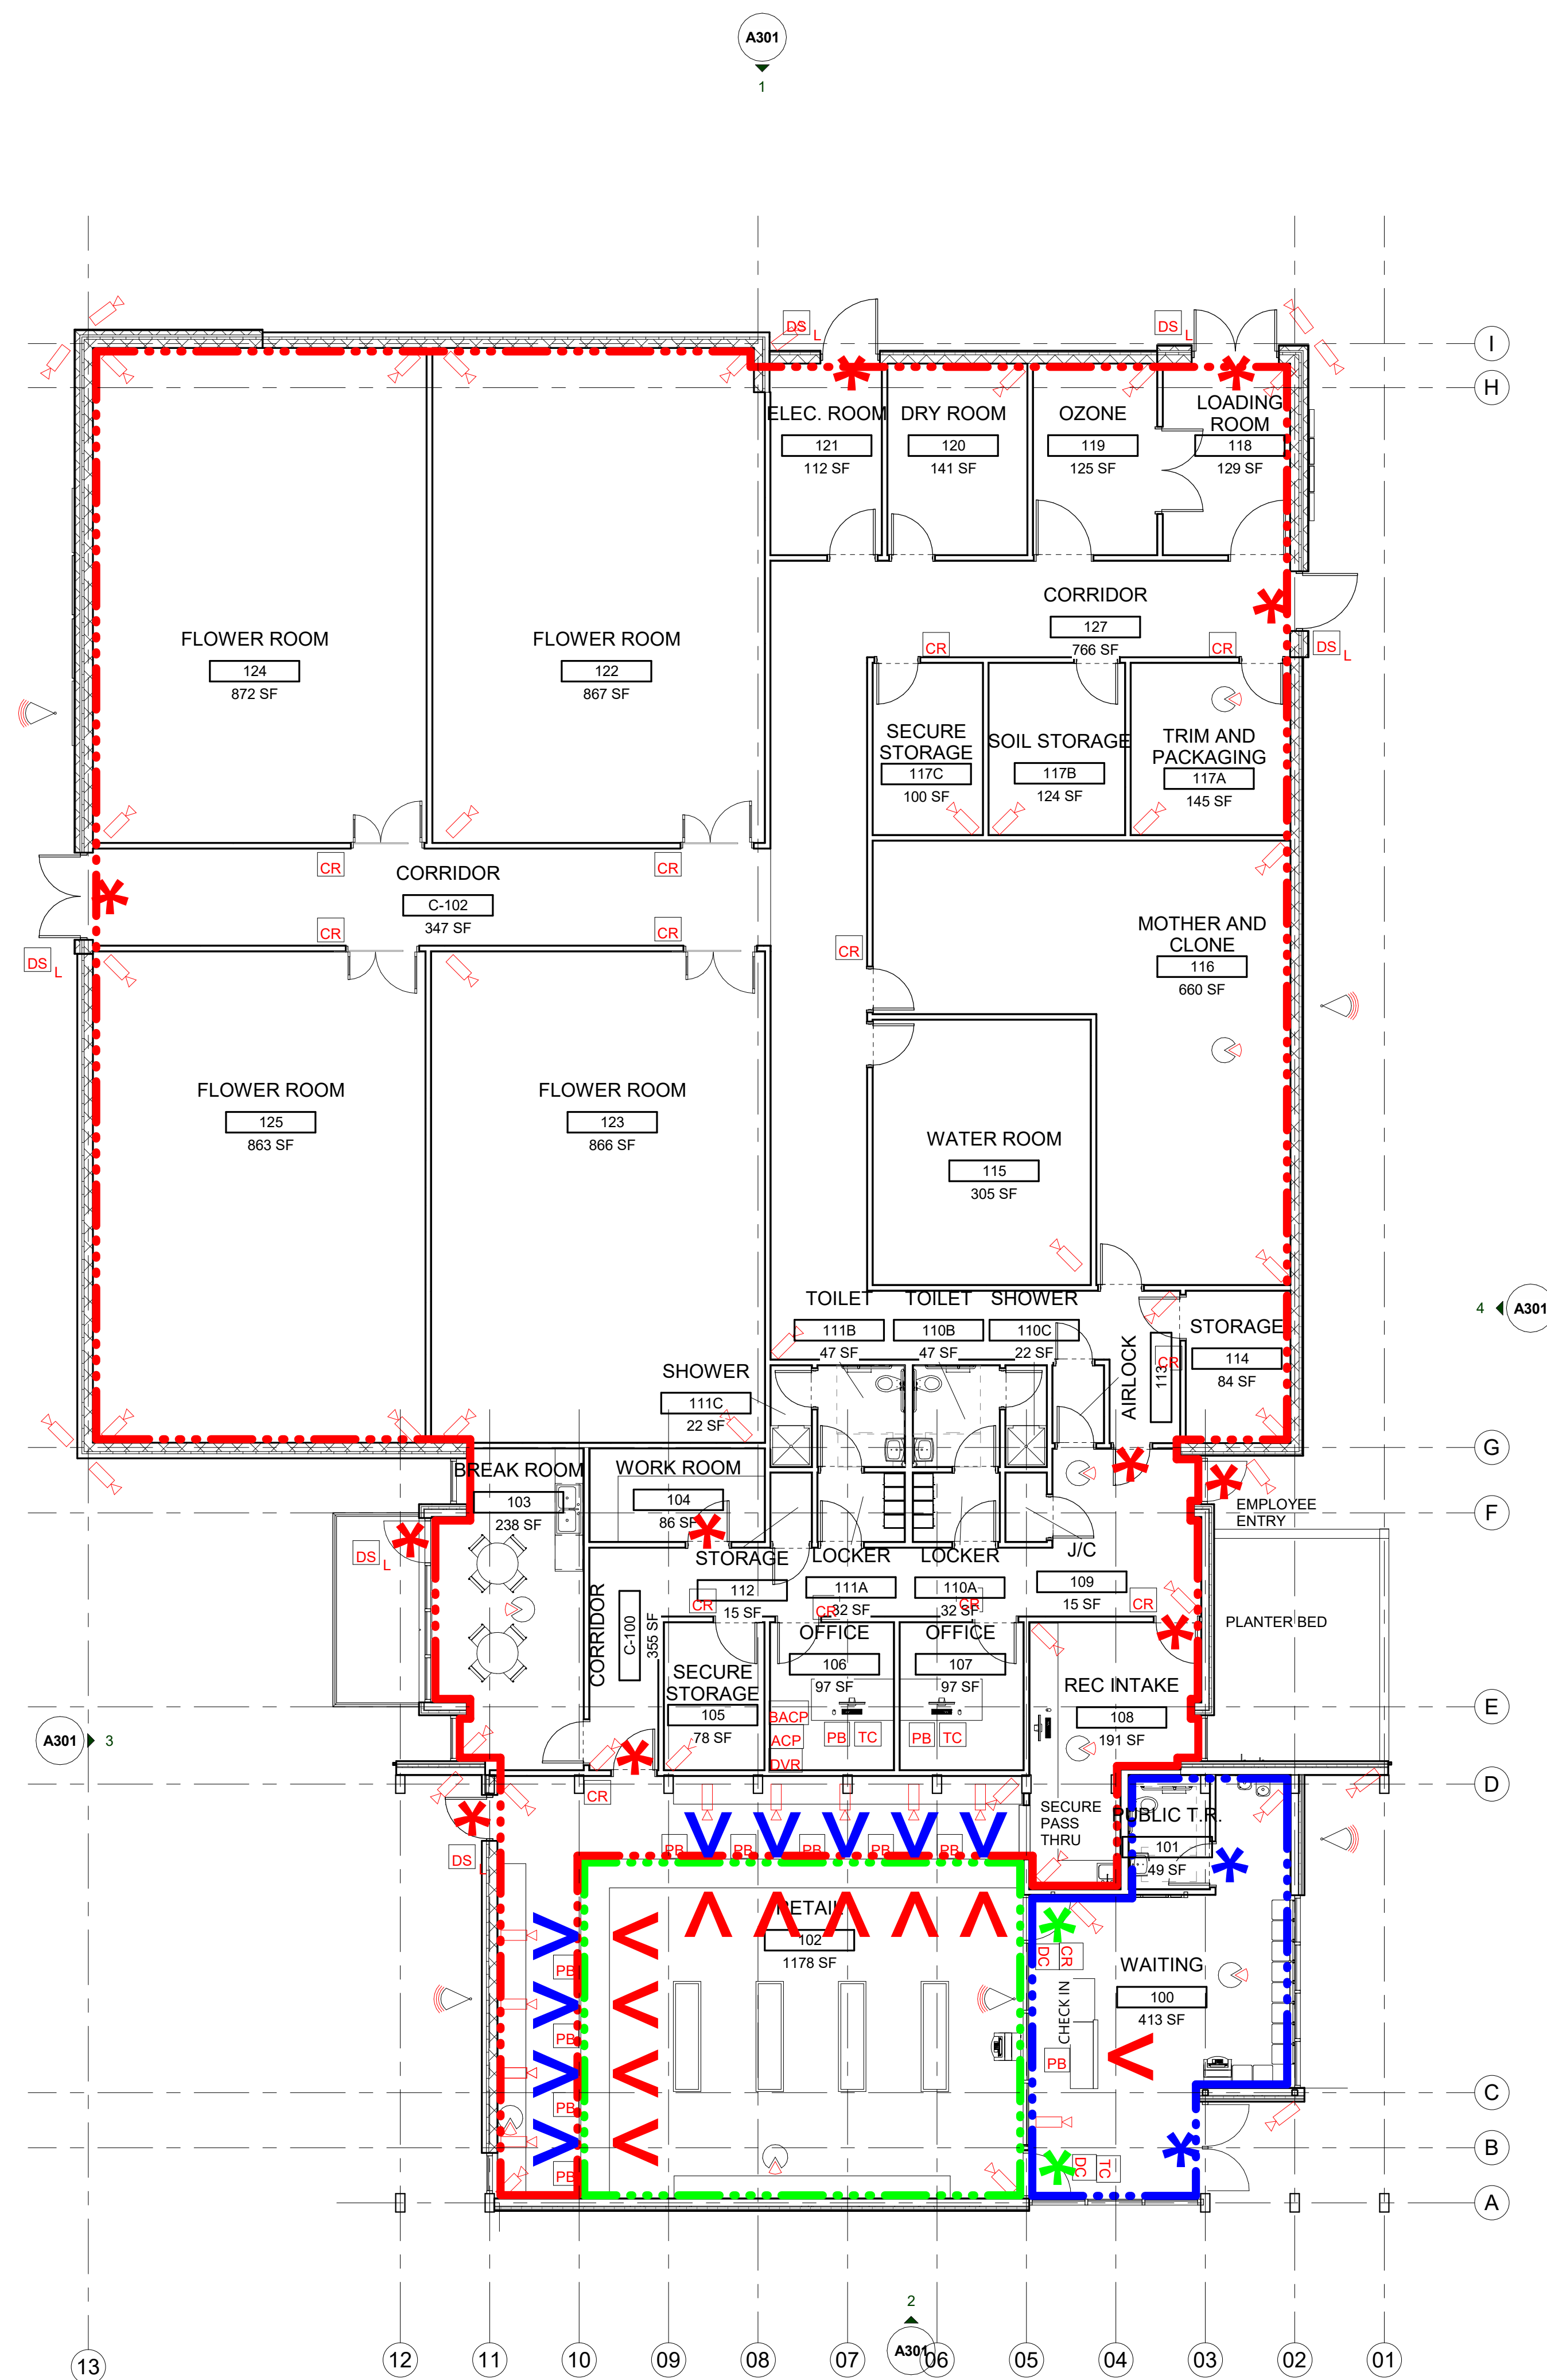 A301
1
DS
L
DS
L
I
H
ELEC. ROOM
121
112 SF
DRY ROOM
120
141 SF
OZONE
119
125 SF
LOADING
ROOM
118
129 SF
CORRIDOR
127
766 SF
FLOWER ROOM
124
872 SF
FLOWER ROOM
122
867 SF
CR
CR
DS
L
SECURE
STORAGE
117C
100 SF
SOIL STORAGE
117B
124 SF
TRIM AND
PACKAGING
117A
145 SF
CR
CR
CORRIDOR
C-102
347 SF
CR
CR
CR
DS
L
MOTHER AND
CLONE
116
660 SF
FLOWER ROOM
125
863 SF
FLOWER ROOM
123
866 SF
WATER ROOM
115
305 SF
TOILET
111B
47 SF
TOILET
110B
47 SF
SHOWER
110C
22 SF
AIRLOCK
113
CR
STORAGE
114
84 SF
4
A301
SHOWER
111C
22 SF
G
BREAK ROOM
103
238 SF
WORK ROOM
104
86 SF
EMPLOYEE
ENTRY
F
DS
L
STORAGE
112
15 SF
CR
LOCKER
111A
32 SF
CR
LOCKER
110A
32 SF
CR
J/C
109
15 SF
CR
CORRIDOR
C-100
355 SF
PLANTER BED
OFFICE
106
97 SF
OFFICE
107
97 SF
SECURE
STORAGE
105
78 SF
REC INTAKE
108
191 SF
E
BACP
ACP
DVR
PB
TC
PB
TC
A301
3
D
CR
SECURE
PASS
THRU
PUBLIC T.R.
101
49 SF
PB
PB
PB
PB
PB
DS
L
RETAIL
102
1178 SF
DC
CR
WAITING
100
413 SF
CHECK IN
PB
PB
PB
PB
PB
C
B
DC
TC
A
2
A301
13
12
11
10
09
08
07
06
05
04
03
02
01